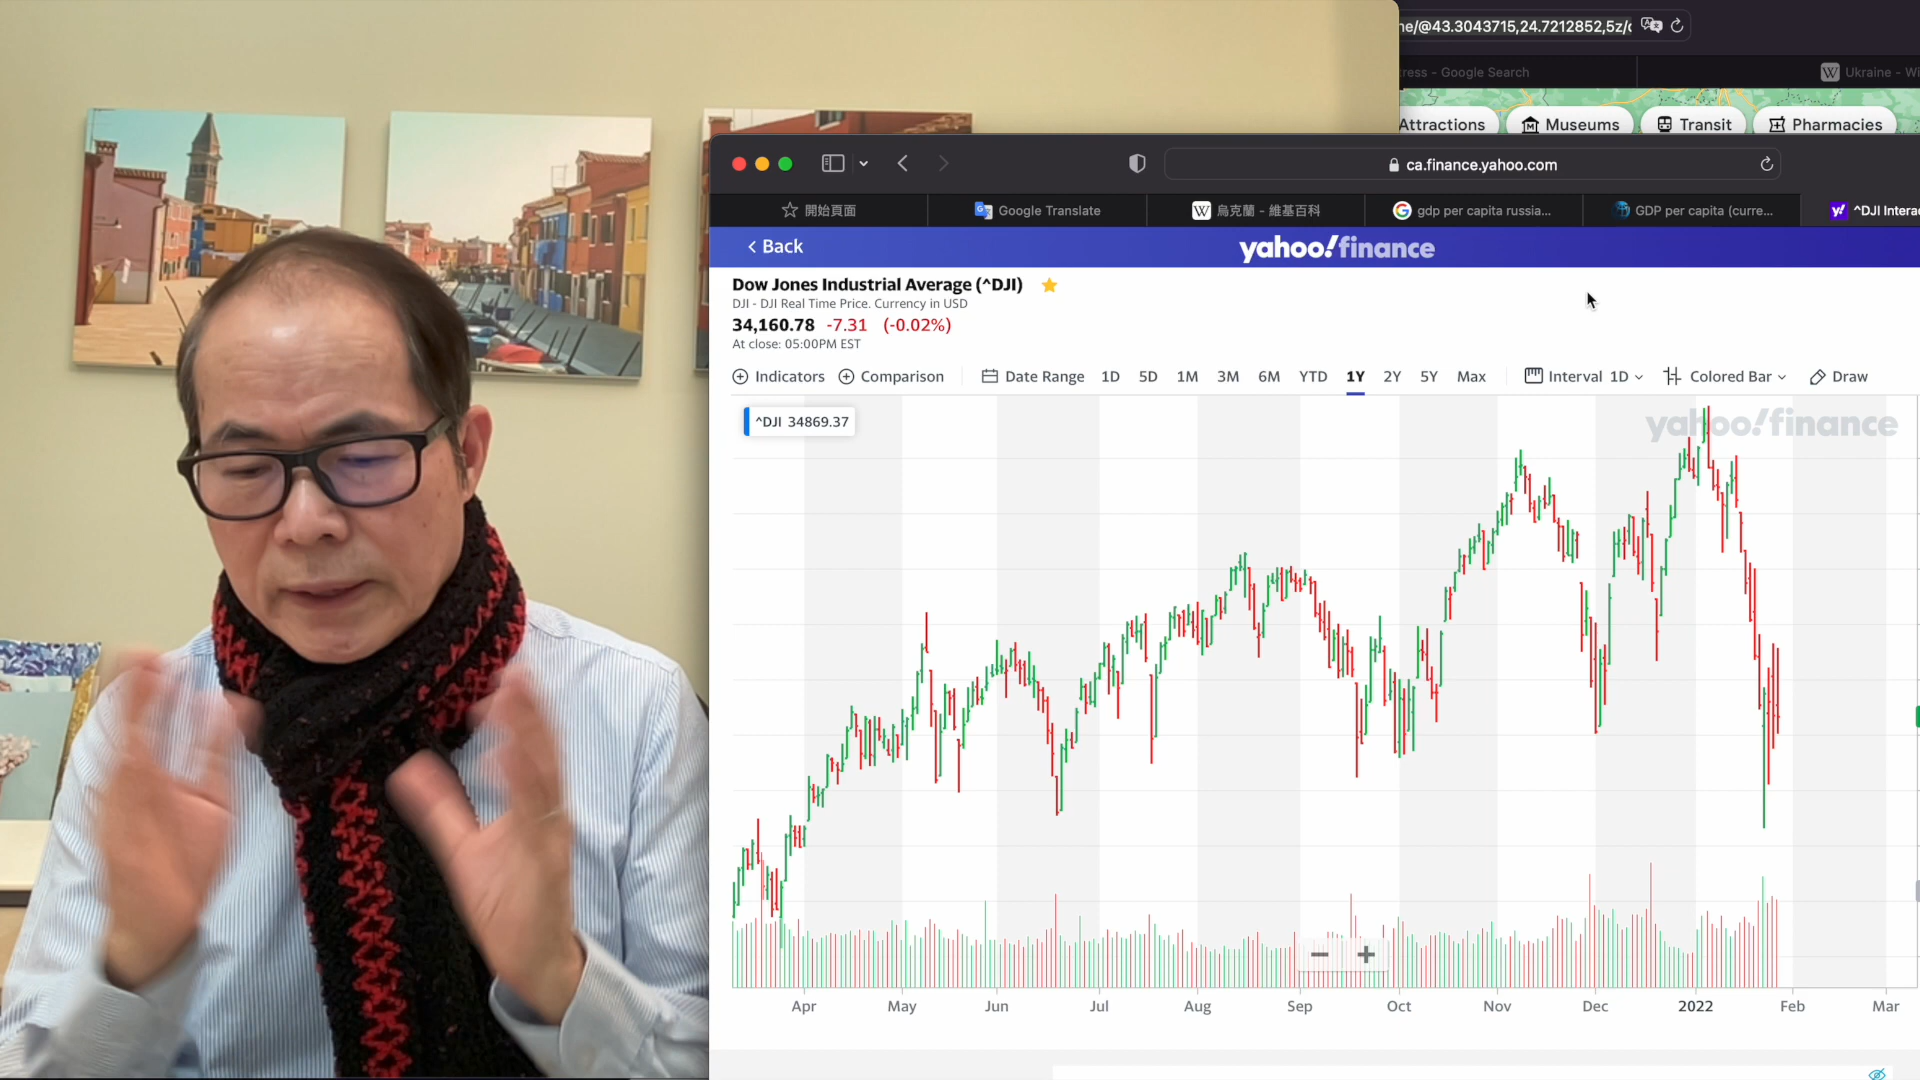 ne/@43.3043715,24.7212852,5z/
ress - Google Search
Ukraine - Wi
Attractions
Museums
Transit
Pharmacies
ca.finance.yahoo.com
開始頁面
Google Translate
烏克蘭 - 維基百科
gdp per capita russia...
GDP per capita (curre...
^DJI Interac
Back
yahoo!finance
Dow Jones Industrial Average (^DJI)
DJI - DJI Real Time Price. Currency in USD
34,160.78 -7.31 (-0.02%)
At close: 05:00PM EST
Indicators Comparison Date Range 1D 5D 1M 3M 6M YTD 1Y 2Y 5Y Max Interval 1D Colored Bar Draw
^DJI 34869.37
yahoo!finance
Apr May Jun Jul Aug Sep Oct Nov Dec 2022 Feb Mar